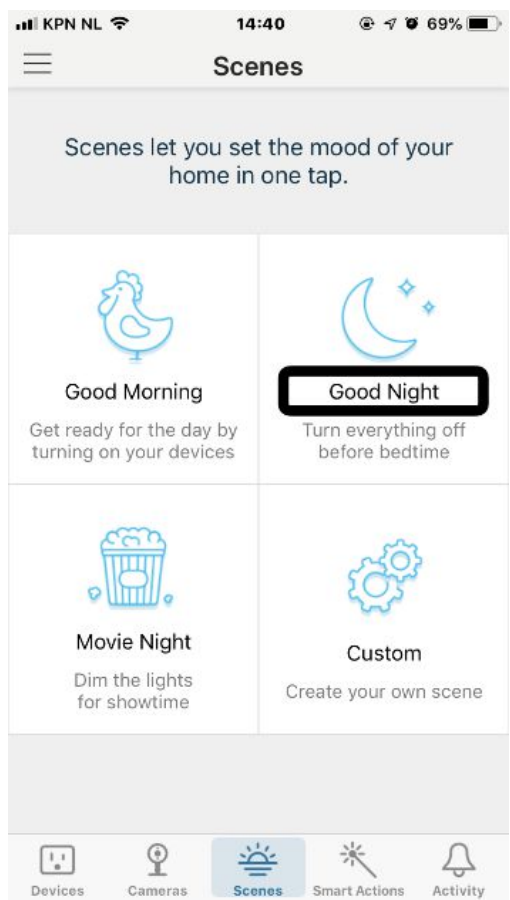 KPN NL 14:40 69%
Scenes
Scenes let you set the mood of your
home in one tap.
Good Morning
Get ready for the day by
turning on your devices
Good Night
Turn everything off
before bedtime
Movie Night
Dim the lights
for showtime
Custom
Create your own scene
Devices Cameras Scenes Smart Actions Activity